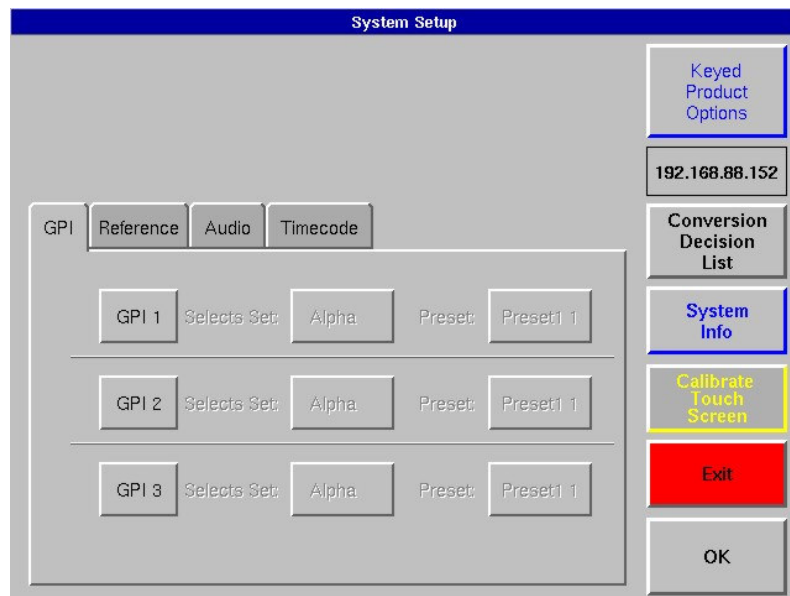 System Setup
Keyed
Product
Options
192.168.88.152
GPI Reference Audio Timecode
Conversion
Decision
List
GPI 1 Selects Set: Alpha Preset: Preset1 1
System
Info
GPI 2 Selects Set: Alpha Preset: Preset1 1
Calibrate
Touch
Screen
GPI 3 Selects Set: Alpha Preset: Preset1 1
Exit
OK